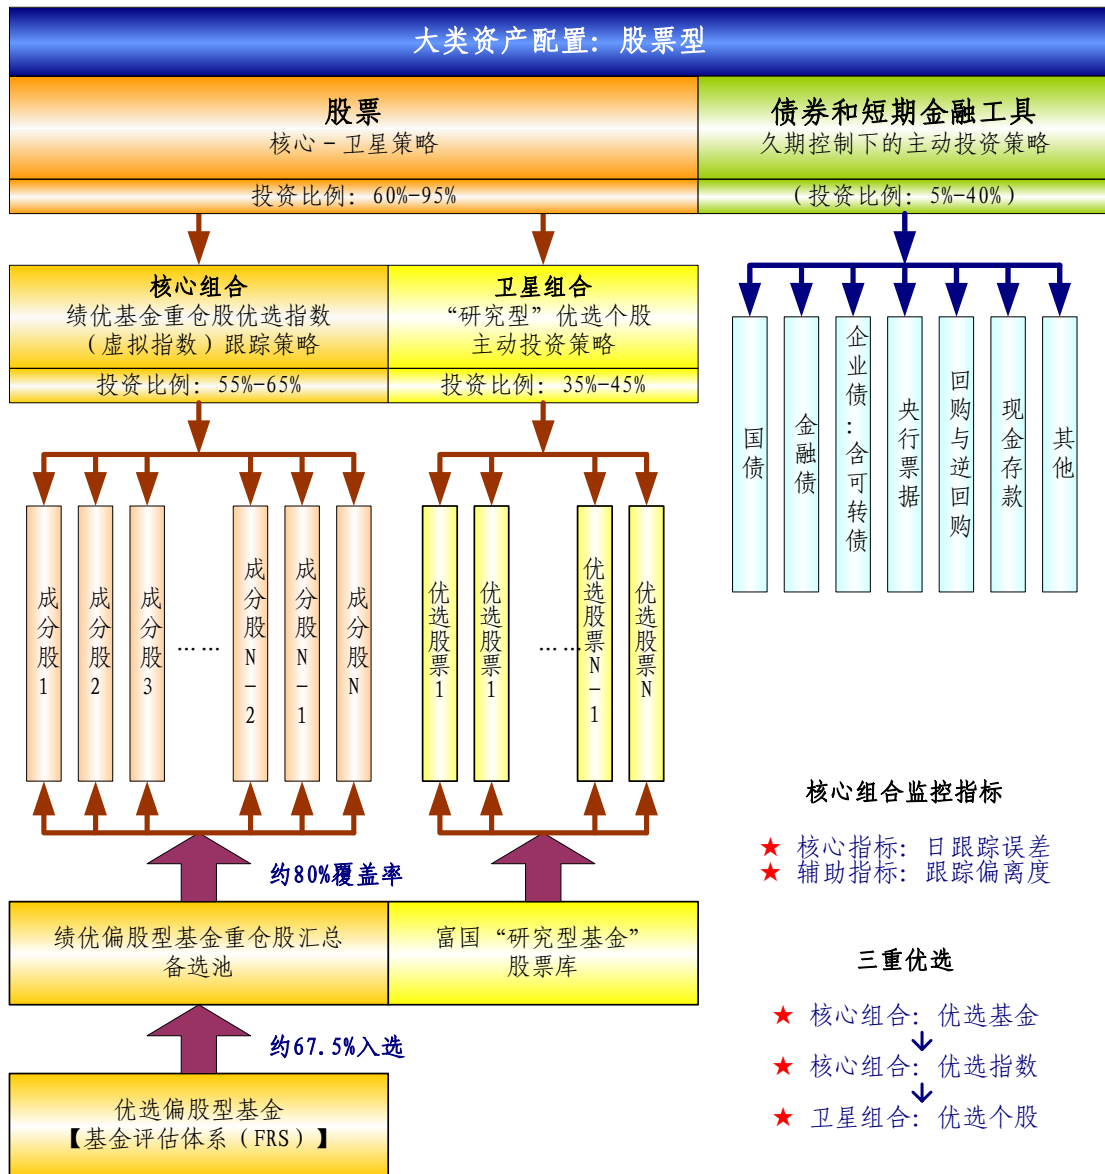 大类资产配置：股票型
股票
核心－卫星策略
投资比例：60%-95%
债券和短期金融工具
久期控制下的主动投资策略
（投资比例：5%-40%）
核心组合
绩优基金重仓股优选指数
（虚拟指数）跟踪策略
投资比例：55%-65%
卫星组合
“研究型”优选个股
主动投资策略
投资比例：35%-45%
国债
金融债
企业债：含可转债
央行票据
回购与逆回购
现金存款
其他
成分股1
成分股2
成分股3
……
成分股N-2
成分股N-1
成分股N
优选股票1
优选股票1
……
优选股票N-1
优选股票N
约80%覆盖率
绩优偏股型基金重仓股汇总
备选池
富国“研究型基金”
股票库
约67.5%入选
优选偏股型基金
【基金评估体系（FRS）】
核心组合监控指标
★ 核心指标：日跟踪误差
★ 辅助指标：跟踪偏离度
三重优选
★ 核心组合：优选基金
★ 核心组合：优选指数
★ 卫星组合：优选个股